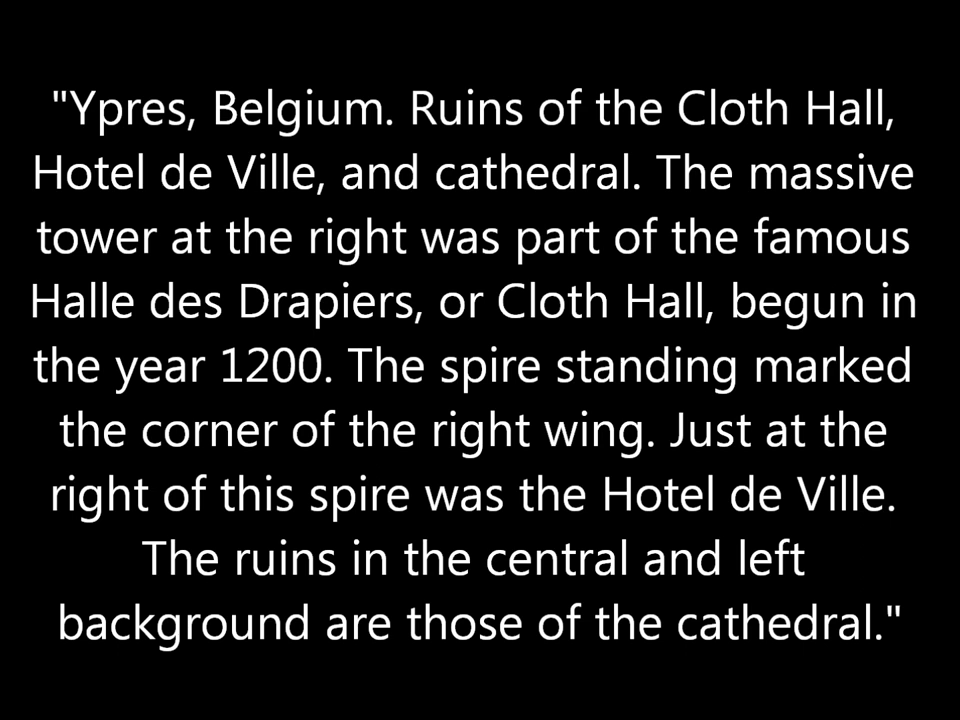 "Ypres, Belgium. Ruins of the Cloth Hall,
Hotel de Ville, and cathedral. The massive
tower at the right was part of the famous
Halle des Drapiers, or Cloth Hall, begun in
the year 1200. The spire standing marked
the corner of the right wing. Just at the
right of this spire was the Hotel de Ville.
The ruins in the central and left
background are those of the cathedral."